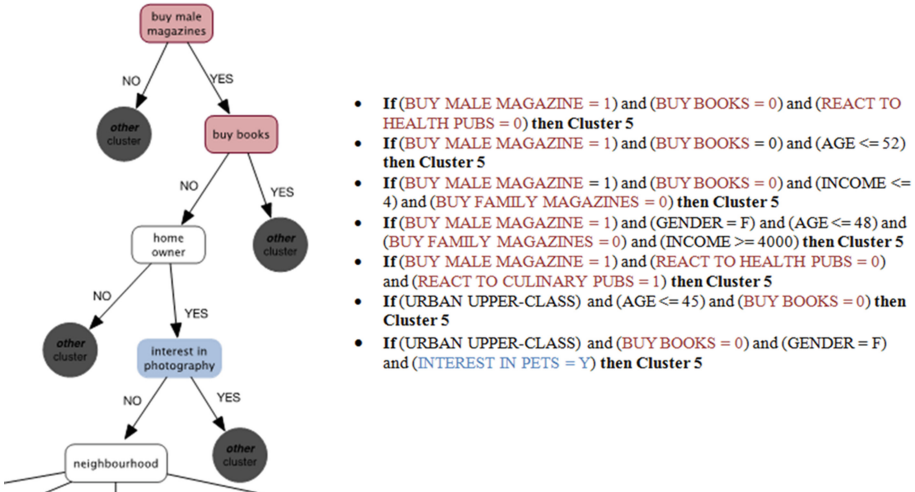 buy male
magazines
NO
YES
other
cluster
buy books
NO
YES
home
owner
other
cluster
NO
YES
other
cluster
interest in
photography
NO
YES
neighbourhood
other
cluster
• If (BUY MALE MAGAZINE = 1) and (BUY BOOKS = 0) and (REACT TO
HEALTH PUBS = 0) then Cluster 5
• If (BUY MALE MAGAZINE = 1) and (BUY BOOKS = 0) and (AGE <= 52)
then Cluster 5
• If (BUY MALE MAGAZINE = 1) and (BUY BOOKS = 0) and (INCOME <=
4) and (BUY FAMILY MAGAZINES = 0) then Cluster 5
• If (BUY MALE MAGAZINE = 1) and (GENDER = F) and (AGE <= 48) and
(BUY FAMILY MAGAZINES = 0) and (INCOME >= 4000) then Cluster 5
• If (BUY MALE MAGAZINE = 1) and (REACT TO HEALTH PUBS = 0)
and (REACT TO CULINARY PUBS = 1) then Cluster 5
• If (URBAN UPPER-CLASS) and (AGE <= 45) and (BUY BOOKS = 0) then
Cluster 5
• If (URBAN UPPER-CLASS) and (BUY BOOKS = 0) and (GENDER = F)
and (INTEREST IN PETS = Y) then Cluster 5